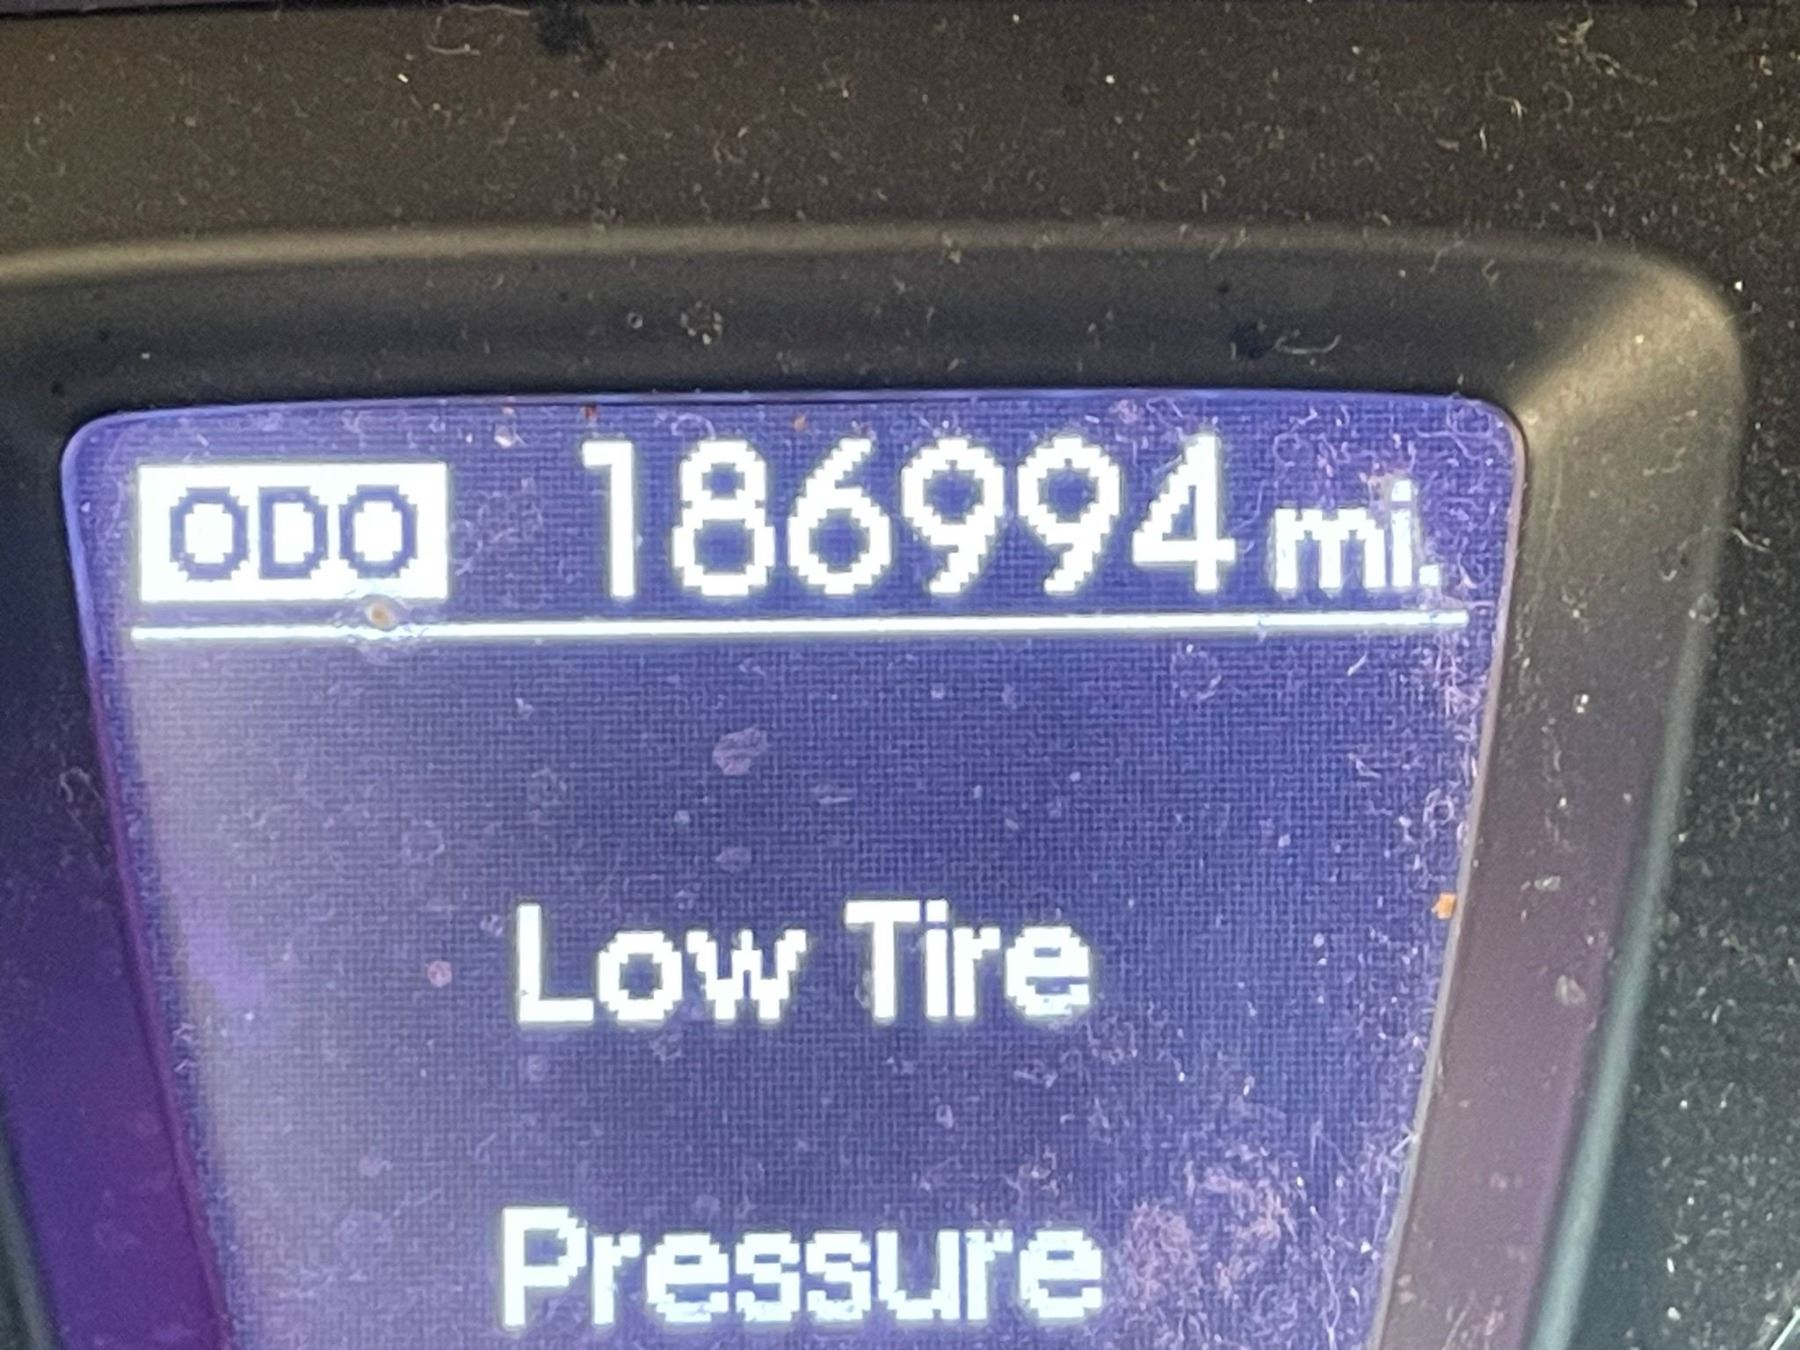 ODO 186994 mi.
Low Tire
Pressure